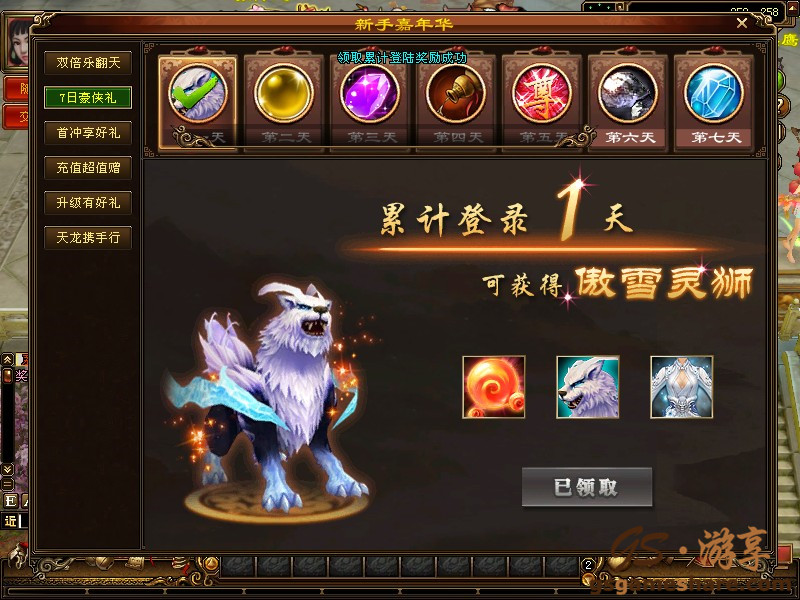 新手嘉年华
领取累计登陆奖励成功
双倍乐翻天
7日豪侠礼
首冲享好礼
充值超值赠
升级有好礼
天龙携手行
第二天
第三天
第四天
第五天
第六天
第七天
累计登录1天
可获得傲雪灵狮
已领取
GS·游享